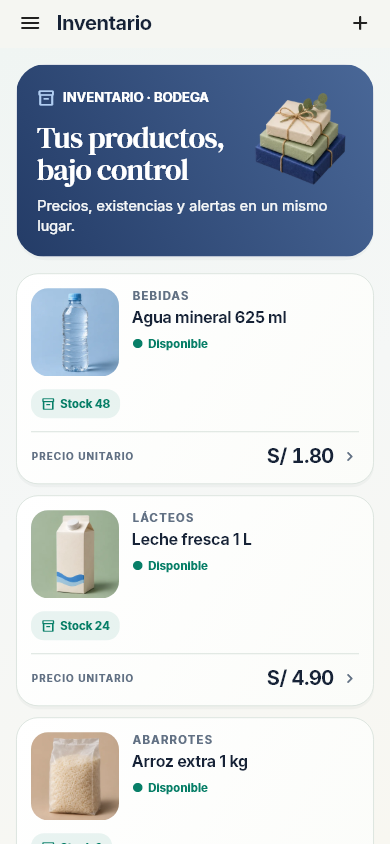 Inventario
INVENTARIO · BODEGA
Tus productos,
bajo control
Precios, existencias y alertas en un mismo
lugar.
BEBIDAS
Agua mineral 625 ml
Disponible
Stock 48
PRECIO UNITARIO
S/ 1.80
LÁCTEOS
Leche fresca 1 L
Disponible
Stock 24
PRECIO UNITARIO
S/ 4.90
ABARROTES
Arroz extra 1 kg
Disponible